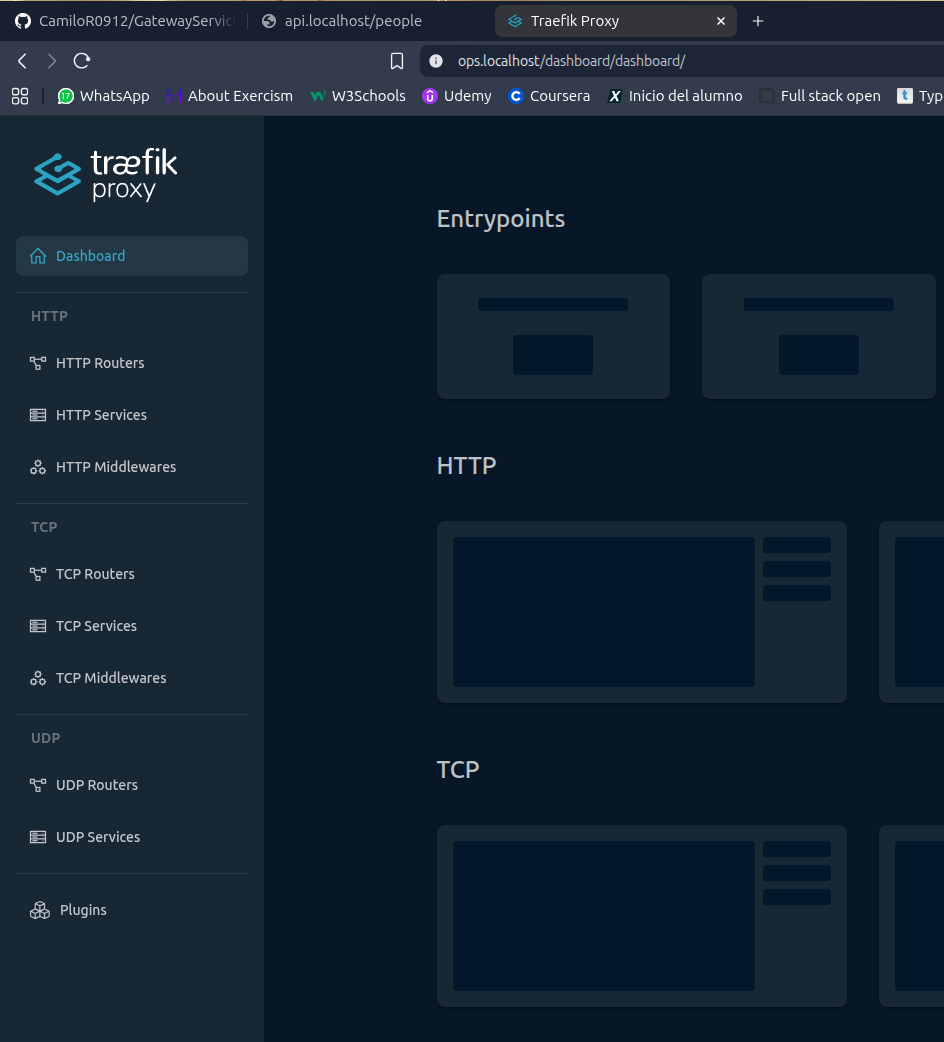 CamiloR0912/GatewayServici
api.localhost/people
Traefik Proxy
ops.localhost/dashboard/dashboard/
17 WhatsApp
About Exercism
W3Schools
Udemy
Coursera
Inicio del alumno
Full stack open
Typ
træfik
proxy
Dashboard
Entrypoints
HTTP
HTTP Routers
HTTP Services
HTTP Middlewares
HTTP
TCP
TCP Routers
TCP Services
TCP Middlewares
UDP
TCP
UDP Routers
UDP Services
Plugins